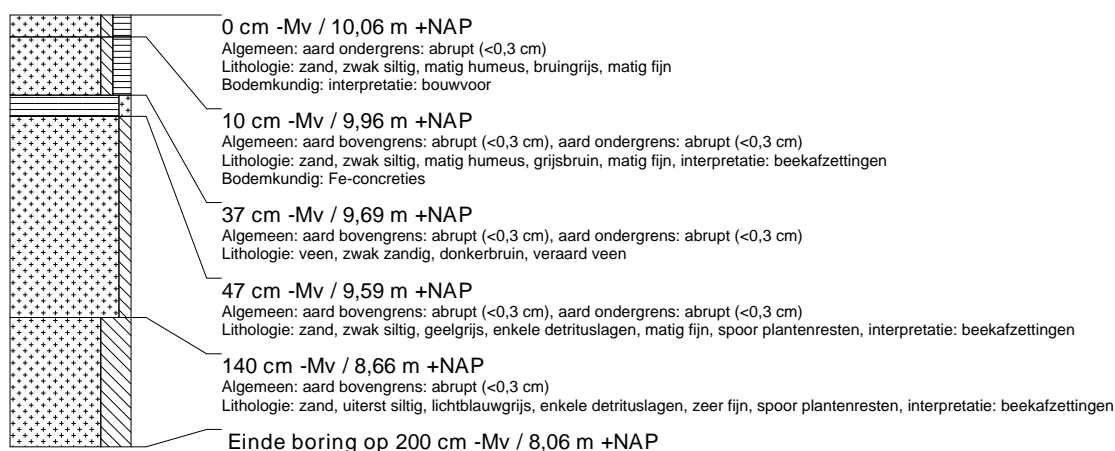 0 cm -Mv / 10,06 m +NAP
Algemeen: aard ondergrens: abrupt (<0,3 cm)
Lithologie: zand, zwak siltig, matig humeus, bruingrijs, matig fijn
Bodemkundig: interpretatie: bouwvoor
10 cm -Mv / 9,96 m +NAP
Algemeen: aard bovengrens: abrupt (<0,3 cm), aard ondergrens: abrupt (<0,3 cm)
Lithologie: zand, zwak siltig, matig humeus, grijsbruin, matig fijn, interpretatie: beekafzettingen
Bodemkundig: Fe-concreties
37 cm -Mv / 9,69 m +NAP
Algemeen: aard bovengrens: abrupt (<0,3 cm), aard ondergrens: abrupt (<0,3 cm)
Lithologie: veen, zwak zandig, donkerbruin, veraard veen
47 cm -Mv / 9,59 m +NAP
Algemeen: aard bovengrens: abrupt (<0,3 cm), aard ondergrens: abrupt (<0,3 cm)
Lithologie: zand, zwak siltig, geelgrijs, enkele detrituslagen, matig fijn, spoor plantenresten, interpretatie: beekafzettingen
140 cm -Mv / 8,66 m +NAP
Algemeen: aard bovengrens: abrupt (<0,3 cm)
Lithologie: zand, uiterst siltig, lichtblauwgrijs, enkele detrituslagen, zeer fijn, spoor plantenresten, interpretatie: beekafzettingen
Einde boring op 200 cm -Mv / 8,06 m +NAP